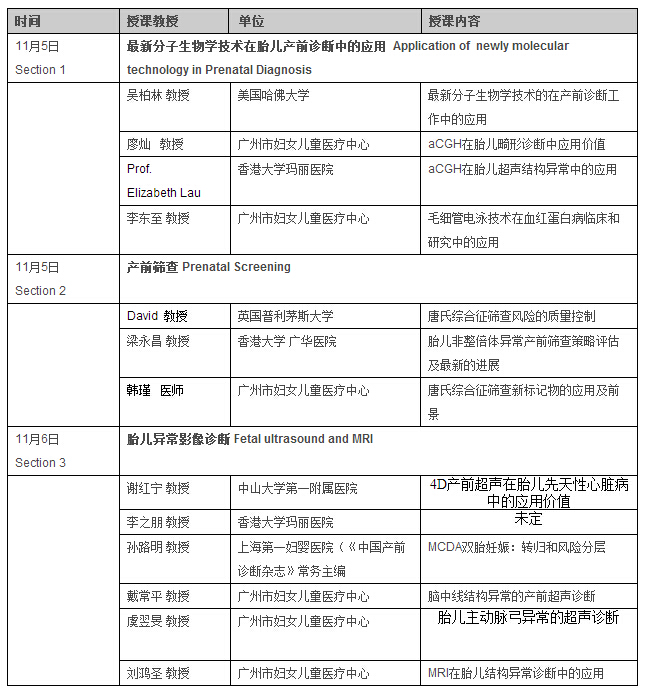 时间 授课教授 单位 授课内容
11月5日 最新分子生物学技术在胎儿产前诊断中的应用 Application of newly molecular
Section 1 technology in Prenatal Diagnosis
吴柏林 教授 美国哈佛大学 最新分子生物学技术的在产前诊断工
作中的应用
廖灿 教授 广州市妇女儿童医疗中心 aCGH在胎儿畸形诊断中应用价值
Prof. 香港大学玛丽医院 aCGH在胎儿超声结构异常中的应用
Elizabeth Lau
李东至 教授 广州市妇女儿童医疗中心 毛细管电泳技术在血红蛋白病临床和
研究中的应用
11月5日 产前筛查 Prenatal Screening
Section 2
David 教授 英国普利茅斯大学 唐氏综合征筛查风险的质量控制
梁永昌 教授 香港大学 广华医院 胎儿非整倍体异常产前筛查策略评估
及最新的进展
韩瑾 医师 广州市妇女儿童医疗中心 唐氏综合征筛查新标记物的应用及前
景
11月6日 胎儿异常影像诊断 Fetal ultrasound and MRI
Section 3
谢红宁 教授 中山大学第一附属医院 4D产前超声在胎儿先天性心脏病
中的应用价值
李之朋 教授 香港大学玛丽医院 未定
孙路明 教授 上海第一妇婴医院（《中国产前 MCDA双胎妊娠：转归和风险分层
诊断杂志》常务主编
戴常平 教授 广州市妇女儿童医疗中心 脑中线结构异常的产前超声诊断
虞翌旻 教授 广州市妇女儿童医疗中心 胎儿主动脉弓异常的超声诊断
刘鸿圣 教授 广州市妇女儿童医疗中心 MRI在胎儿结构异常诊断中的应用